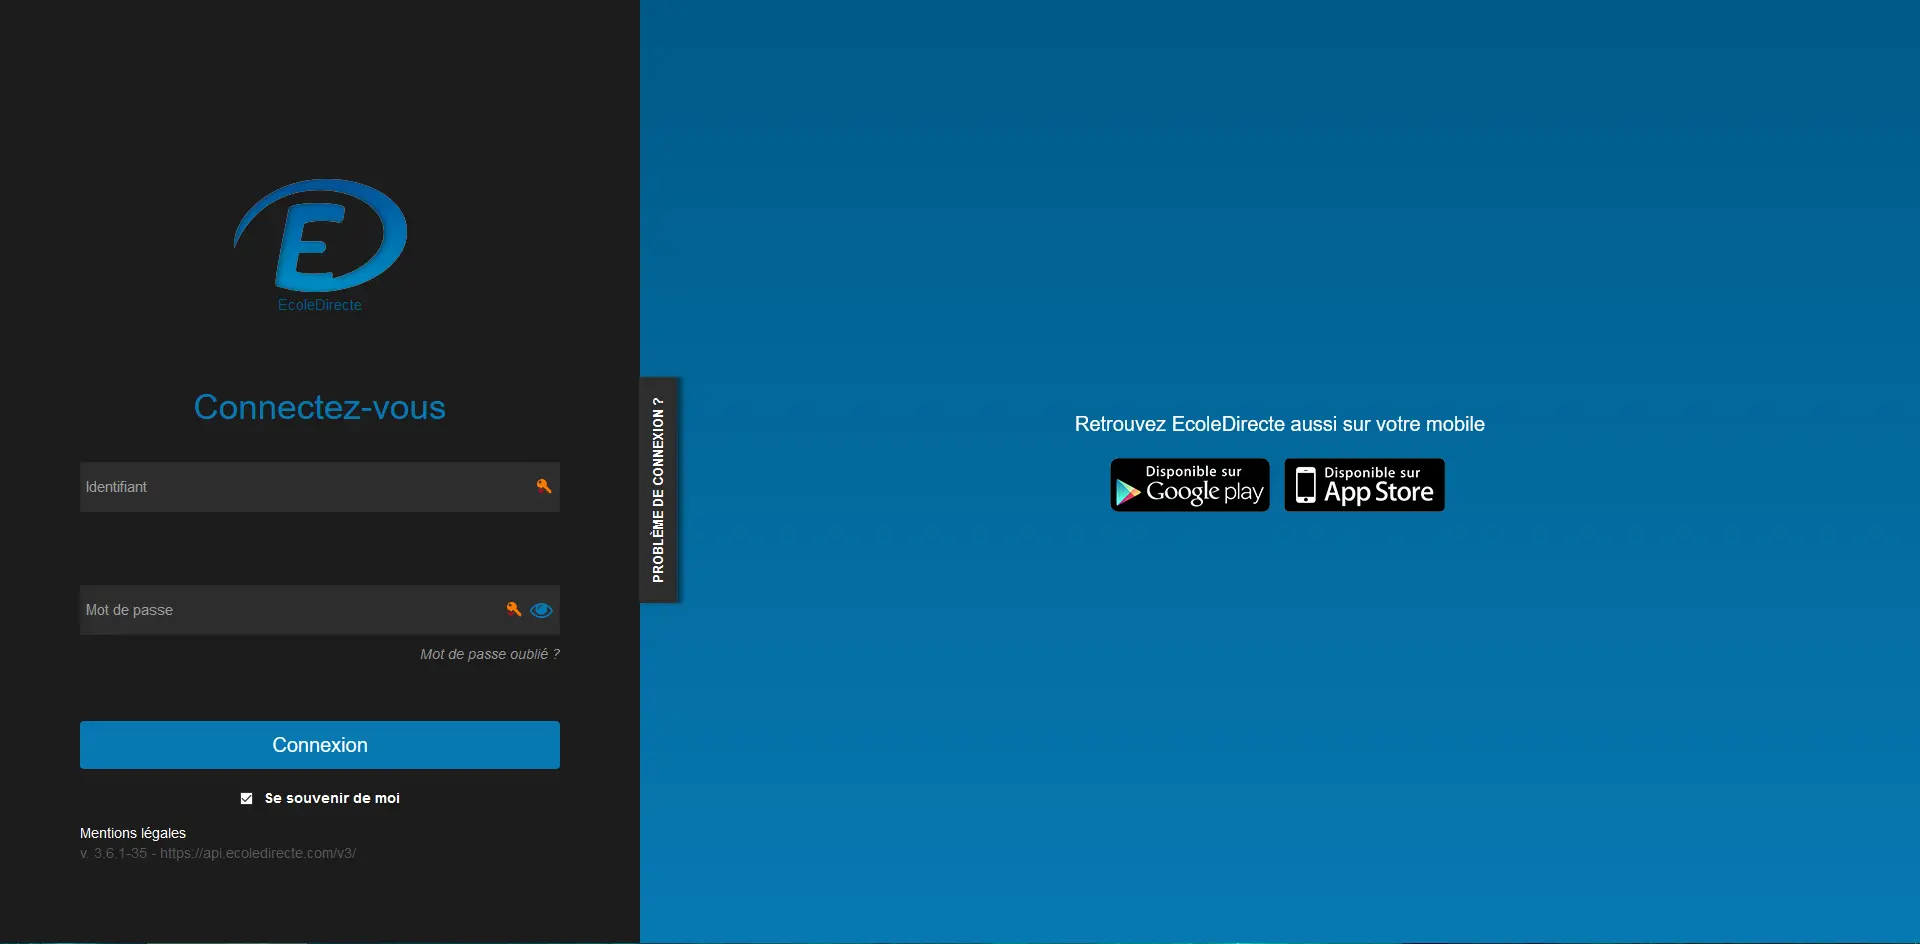 E
EcoleDirecte
Connectez-vous
Identifiant
Mot de passe
Mot de passe oublié ?
Connexion
Se souvenir de moi
Mentions légales
v. 3.6.1-35 - https://api.ecoledirecte.com/v3/
PROBLÈME DE CONNEXION ?
Retrouvez EcoleDirecte aussi sur votre mobile
Disponible sur
Google play
Disponible sur
App Store